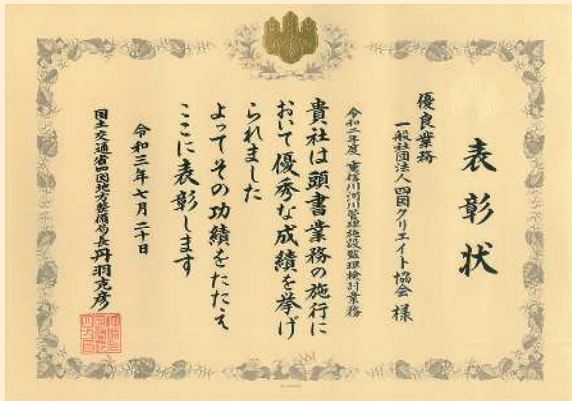 表彰状
優良業務
一般社団法人 四国クリエイト協会 様
令和二年度 重信川河川管理施設監理検討業務
貴社は頭書業務の施行に
おいて優秀な成績を挙げ
られました
よってその功績をたたえ
ここに表彰します
令和三年七月二十日
国土交通省四国地方整備局長 丹羽克彦